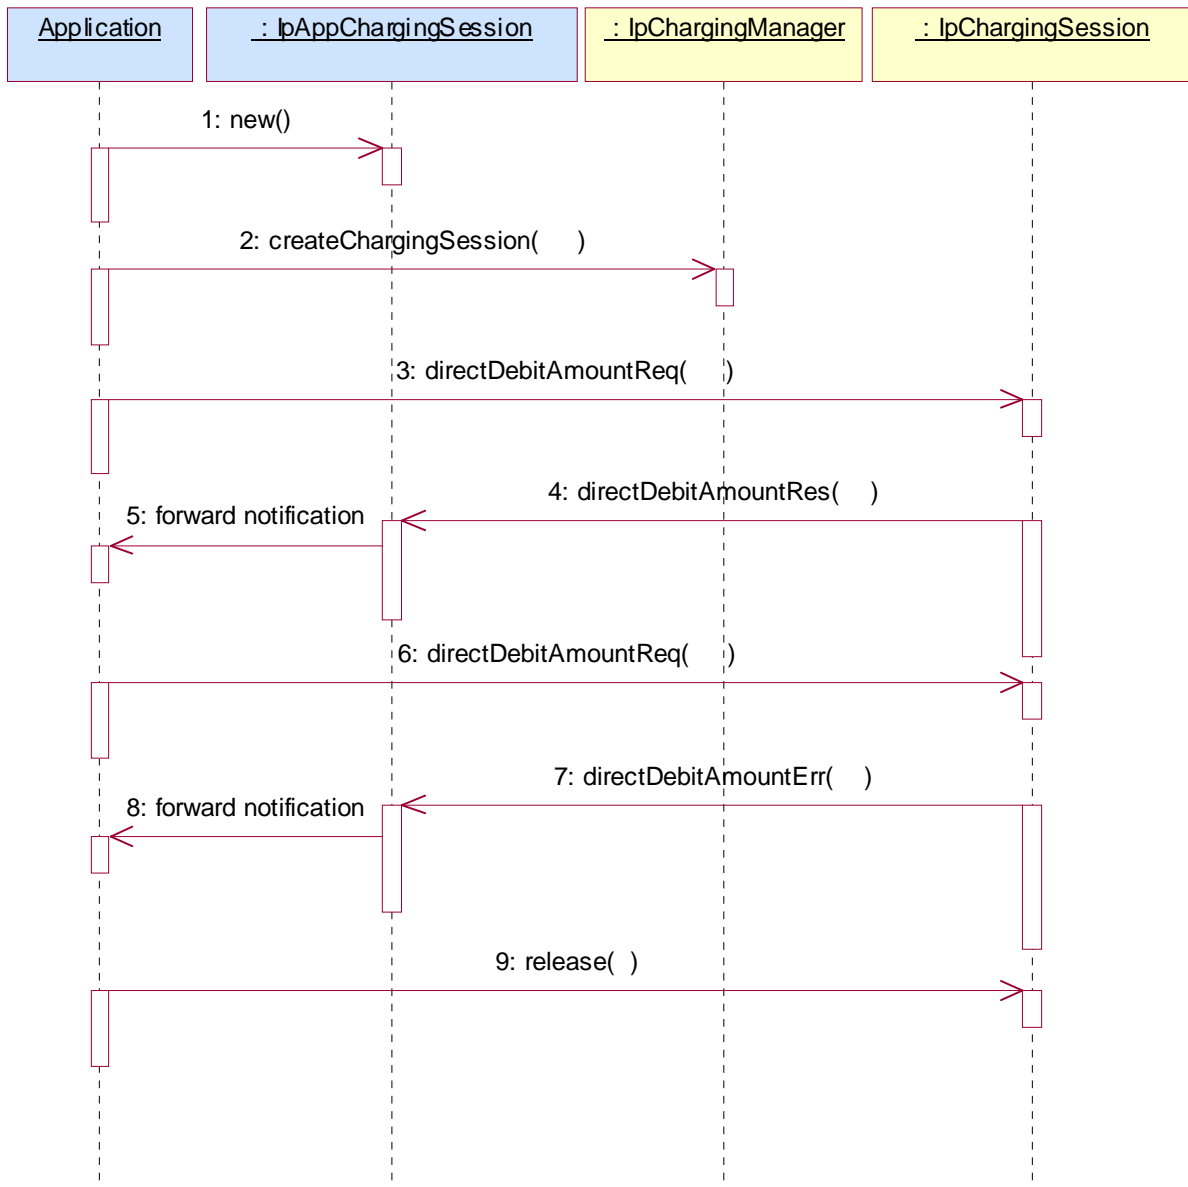 Application
: IpAppChargingSession
: IpChargingManager
: IpChargingSession
1: new()
2: createChargingSession( )
3: directDebitAmountReq( )
4: directDebitAmountRes( )
5: forward notification
6: directDebitAmountReq( )
7: directDebitAmountErr( )
8: forward notification
9: release( )